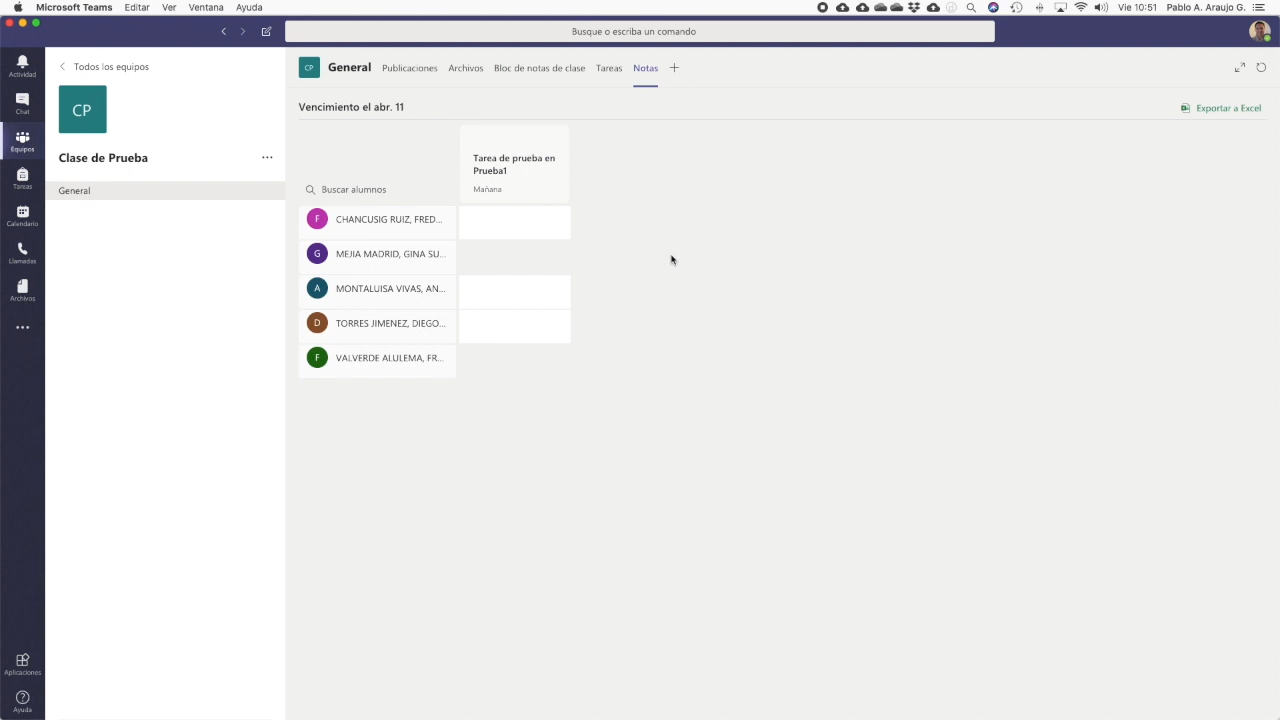 Microsoft Teams Editar Ver Ventana Ayuda Vie 10:51 Pablo A. Araujo G.
Busque o escriba un comando
Actividad
Chat
Equipos
Tareas
Calendario
Llamadas
Archivos
Aplicaciones
Ayuda
Todos los equipos
CP
Clase de Prueba
General
CP General Publicaciones Archivos Bloc de notas de clase Tareas Notas
Vencimiento el abr. 11 Exportar a Excel
Tarea de prueba en
Prueba1
Mañana
Buscar alumnos
F CHANCUSIG RUIZ, FRED...
G MEJIA MADRID, GINA SU...
A MONTALUISA VIVAS, AN...
D TORRES JIMENEZ, DIEGO...
F VALVERDE ALULEMA, FR...